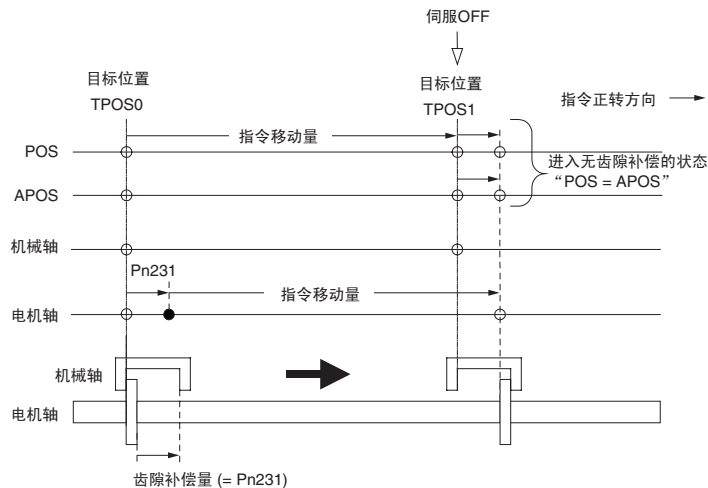 伺服OFF
目标位置
TPOS0
目标位置
TPOS1
指令正转方向
指令移动量
POS
进入无齿隙补偿的状态
“POS = APOS”
APOS
机械轴
Pn231
指令移动量
电机轴
机械轴
电机轴
齿隙补偿量 (= Pn231)